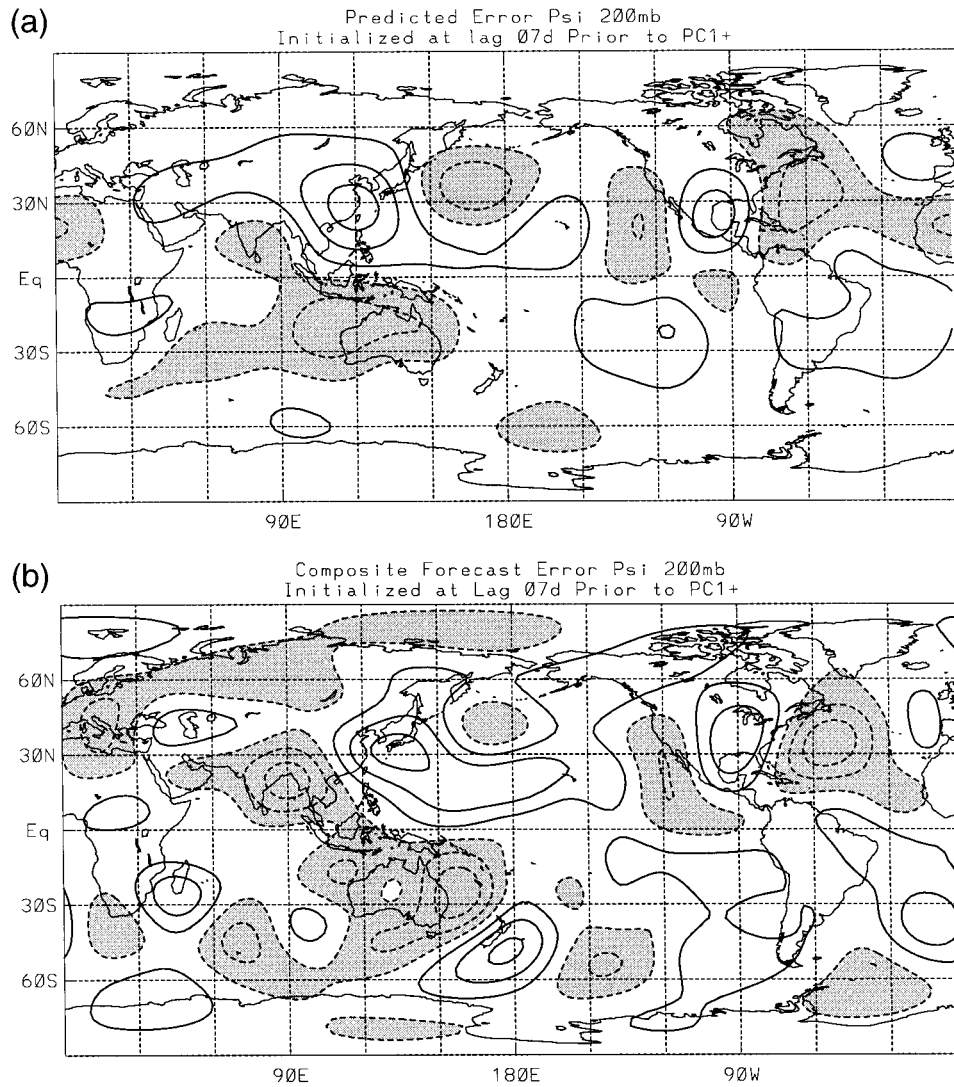 (a)
Predicted Error Psi 200mb
Initialized at lag 07d Prior to PC1+
60N
30N
Eq
30S
60S
90E 180E 90W
(b)
Composite Forecast Error Psi 200mb
Initialized at Lag 07d Prior to PC1+
60N
30N
Eq
30S
60S
90E 180E 90W